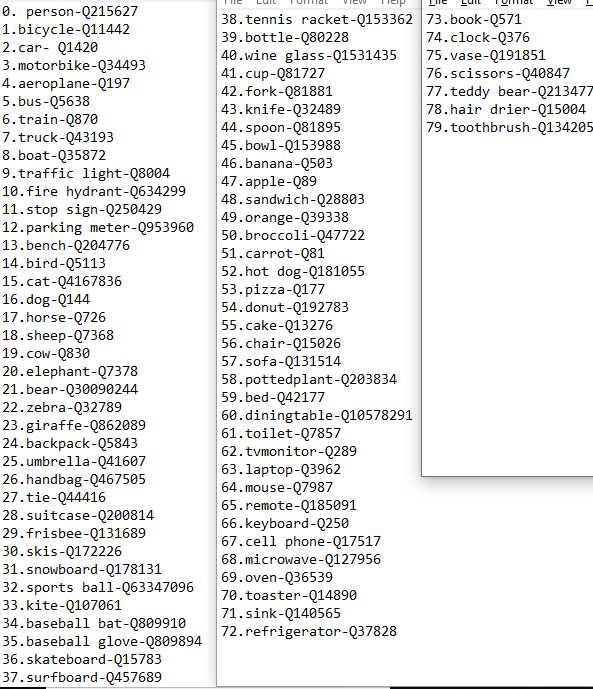 0. person-Q215627
1.bicycle-Q11442
2.car- Q1420
3.motorbike-Q34493
4.aeroplane-Q197
5.bus-Q5638
6.train-Q870
7.truck-Q43193
8.boat-Q35872
9.traffic light-Q8004
10.fire hydrant-Q634299
11.stop sign-Q250429
12.parking meter-Q953960
13.bench-Q204776
14.bird-Q5113
15.cat-Q4167836
16.dog-Q144
17.horse-Q726
18.sheep-Q7368
19.cow-Q830
20.elephant-Q7378
21.bear-Q30090244
22.zebra-Q32789
23.giraffe-Q862089
24.backpack-Q5843
25.umbrella-Q41607
26.handbag-Q467505
27.tie-Q44416
28.suitcase-Q200814
29.frisbee-Q131689
30.skis-Q172226
31.snowboard-Q178131
32.sports ball-Q63347096
33.kite-Q107061
34.baseball bat-Q809910
35.baseball glove-Q809894
36.skateboard-Q15783
37.surfboard-Q457689
File Edit Format View Help
38.tennis racket-Q153362
39.bottle-Q80228
40.wine glass-Q1531435
41.cup-Q81727
42.fork-Q81881
43.knife-Q32489
44.spoon-Q81895
45.bowl-Q153988
46.banana-Q503
47.apple-Q89
48.sandwich-Q28803
49.orange-Q39338
50.broccoli-Q47722
51.carrot-Q81
52.hot dog-Q181055
53.pizza-Q177
54.donut-Q192783
55.cake-Q13276
56.chair-Q15026
57.sofa-Q131514
58.pottedplant-Q203834
59.bed-Q42177
60.diningtable-Q10578291
61.toilet-Q7857
62.tvmonitor-Q289
63.laptop-Q3962
64.mouse-Q7987
65.remote-Q185091
66.keyboard-Q250
67.cell phone-Q17517
68.microwave-Q127956
69.oven-Q36539
70.toaster-Q14890
71.sink-Q140565
72.refrigerator-Q37828
File Edit Format View H
73.book-Q571
74.clock-Q376
75.vase-Q191851
76.scissors-Q40847
77.teddy bear-Q213477
78.hair drier-Q15004
79.toothbrush-Q134205